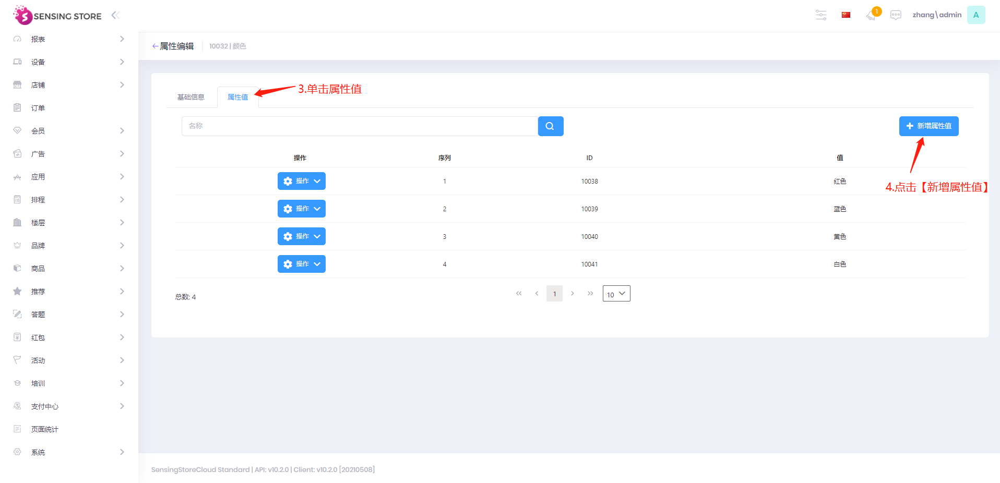 SENSING STORE
1
zhang\admin
A
报表
设备
店铺
订单
会员
广告
应用
排程
楼层
品牌
商品
推荐
答题
红包
活动
培训
支付中心
页面统计
系统
属性编辑
10032 | 颜色
基础信息
属性值
3.单击属性值
名称
新增属性值
操作 序列 ID 值
操作 1 10038 红色
4.点击【新增属性值】
操作 2 10039 蓝色
操作 3 10040 黄色
操作 4 10041 白色
总数: 4
1
10
SensingStoreCloud Standard | API: v10.2.0 | Client: v10.2.0 [20210508]